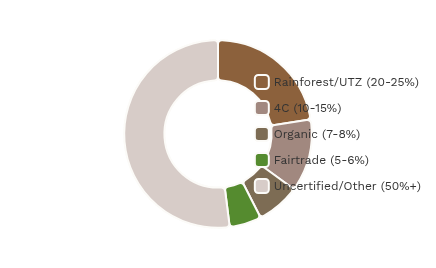 Rainforest/UTZ (20-25%)
4C (10-15%)
Organic (7-8%)
Fairtrade (5-6%)
Uncertified/Other (50%+)